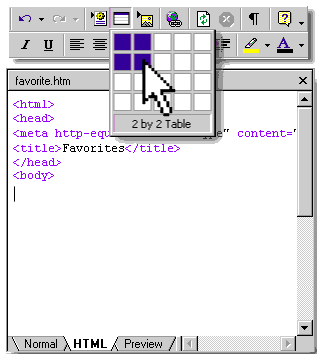 I U
A
2 by 2 Table
favorite.htm
<html>
<head>
<meta http-equ pe" content="
<title>Favorites</title>
</head>
<body>
Normal HTML Preview